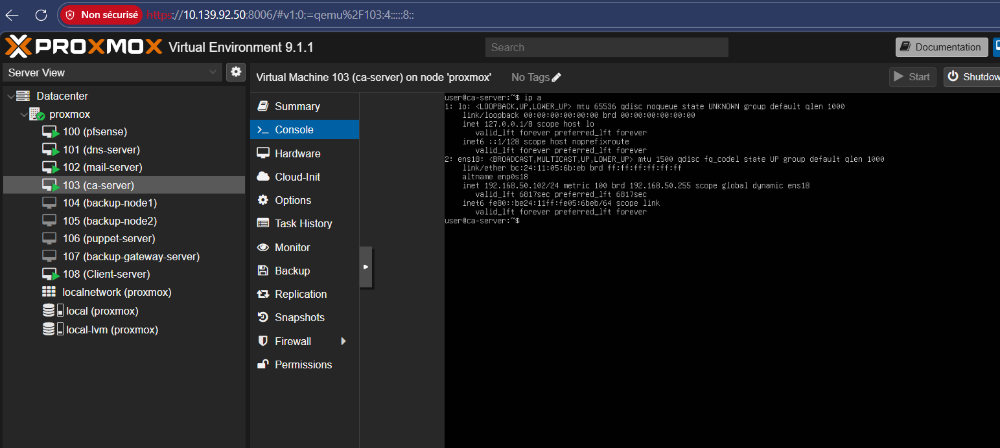 Non sécurisé https://10.139.92.50:8006/#v1:0:=qemu%2F103:4:::::8::
PROXMOX Virtual Environment 9.1.1
Search
Documentation
Server View
Datacenter
proxmox
100 (pfsense)
101 (dns-server)
102 (mail-server)
103 (ca-server)
104 (backup-node1)
105 (backup-node2)
106 (puppet-server)
107 (backup-gateway-server)
108 (Client-server)
localnetwork (proxmox)
local (proxmox)
local-lvm (proxmox)
Virtual Machine 103 (ca-server) on node 'proxmox'
No Tags
Start
Shutdow
Summary
>_ Console
Hardware
Cloud-Init
Options
Task History
Monitor
Backup
Replication
Snapshots
Firewall
Permissions
user@ca-server:~$ ip a
1: lo: <LOOPBACK,UP,LOWER_UP> mtu 65536 qdisc noqueue state UNKNOWN group default qlen 1000
link/loopback 00:00:00:00:00:00 brd 00:00:00:00:00:00
inet 127.0.0.1/8 scope host lo
valid_lft forever preferred_lft forever
inet6 ::1/128 scope host noprefixroute
valid_lft forever preferred_lft forever
2: ens18: <BROADCAST,MULTICAST,UP,LOWER_UP> mtu 1500 qdisc fq_codel state UP group default qlen 1000
link/ether bc:24:11:05:6b:eb brd ff:ff:ff:ff:ff:ff
altname enp0s18
inet 192.168.50.102/24 metric 100 brd 192.168.50.255 scope global dynamic ens18
valid_lft 6817sec preferred_lft 6817sec
inet6 fe80::be24:11ff:fe05:6beb/64 scope link
valid_lft forever preferred_lft forever
user@ca-server:~$